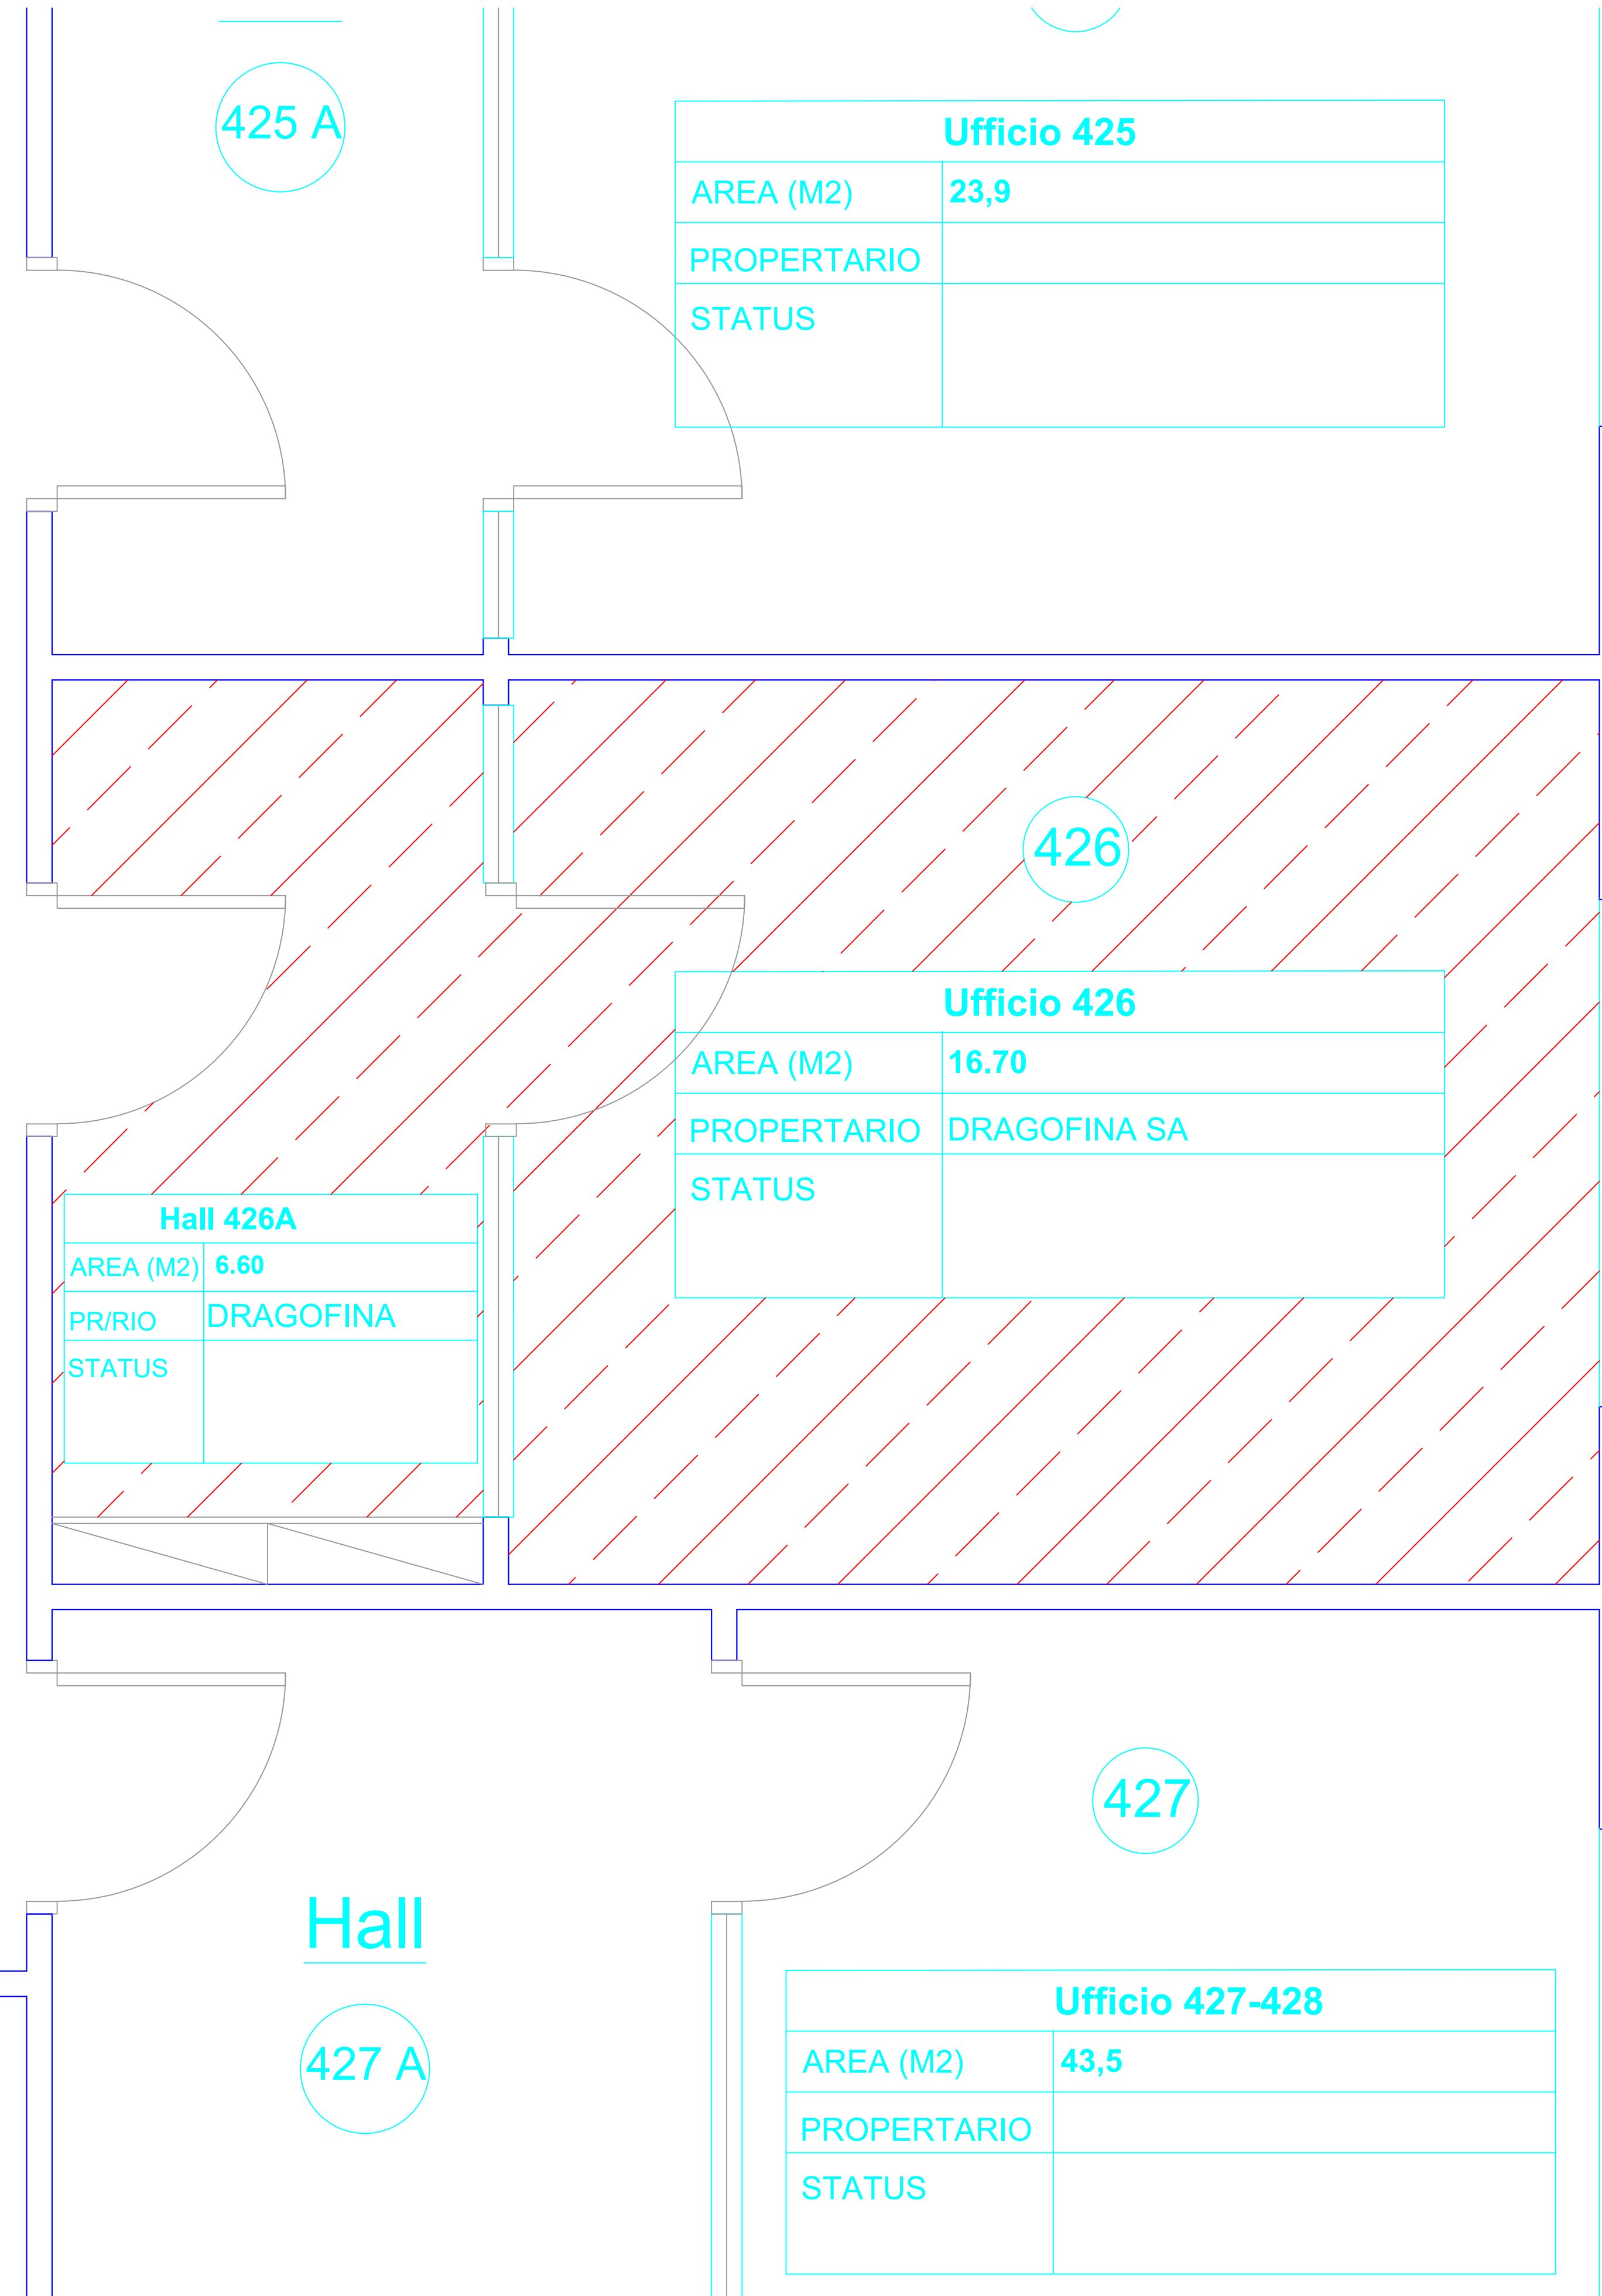 425 A
Ufficio 425
AREA (M2) 23,9
PROPERTARIO
STATUS
426
Ufficio 426
AREA (M2) 16.70
PROPERTARIO DRAGOFINA SA
STATUS
Hall 426A
AREA (M2) 6.60
PR/RIO DRAGOFINA
STATUS
427
Hall
427 A
Ufficio 427-428
AREA (M2) 43,5
PROPERTARIO
STATUS